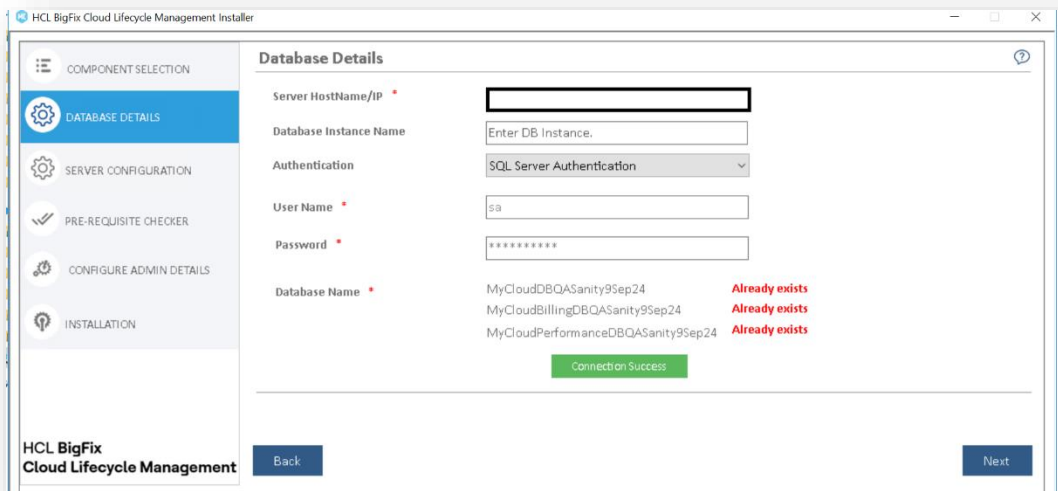 HCL BigFix Cloud Lifecycle Management Installer
COMPONENT SELECTION
DATABASE DETAILS
SERVER CONFIGURATION
PRE-REQUISITE CHECKER
CONFIGURE ADMIN DETAILS
INSTALLATION
HCL BigFix
Cloud Lifecycle Management
Database Details
Server HostName/IP *
Database Instance Name Enter DB Instance.
Authentication SQL Server Authentication
User Name * sa
Password * **********
Database Name * MyCloudDBQASanity9Sep24 Already exists
MyCloudBillingDBQASanity9Sep24 Already exists
MyCloudPerformanceDBQASanity9Sep24 Already exists
Connection Success
Back Next